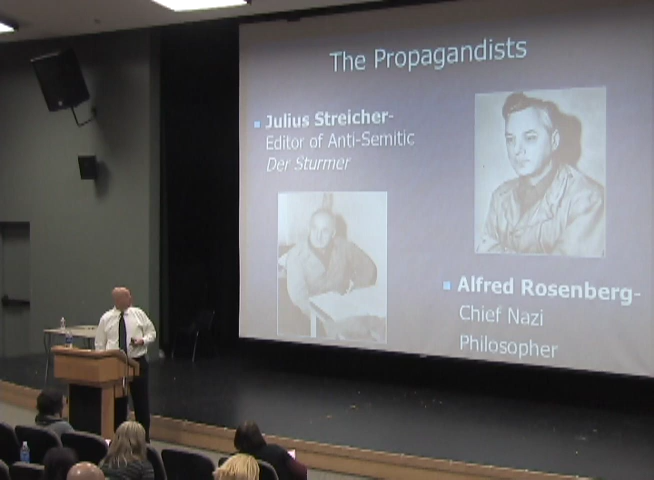 The Propagandists
Julius Streicher-
Editor of Anti-Semitic
Der Sturmer
Alfred Rosenberg-
Chief Nazi
Philosopher